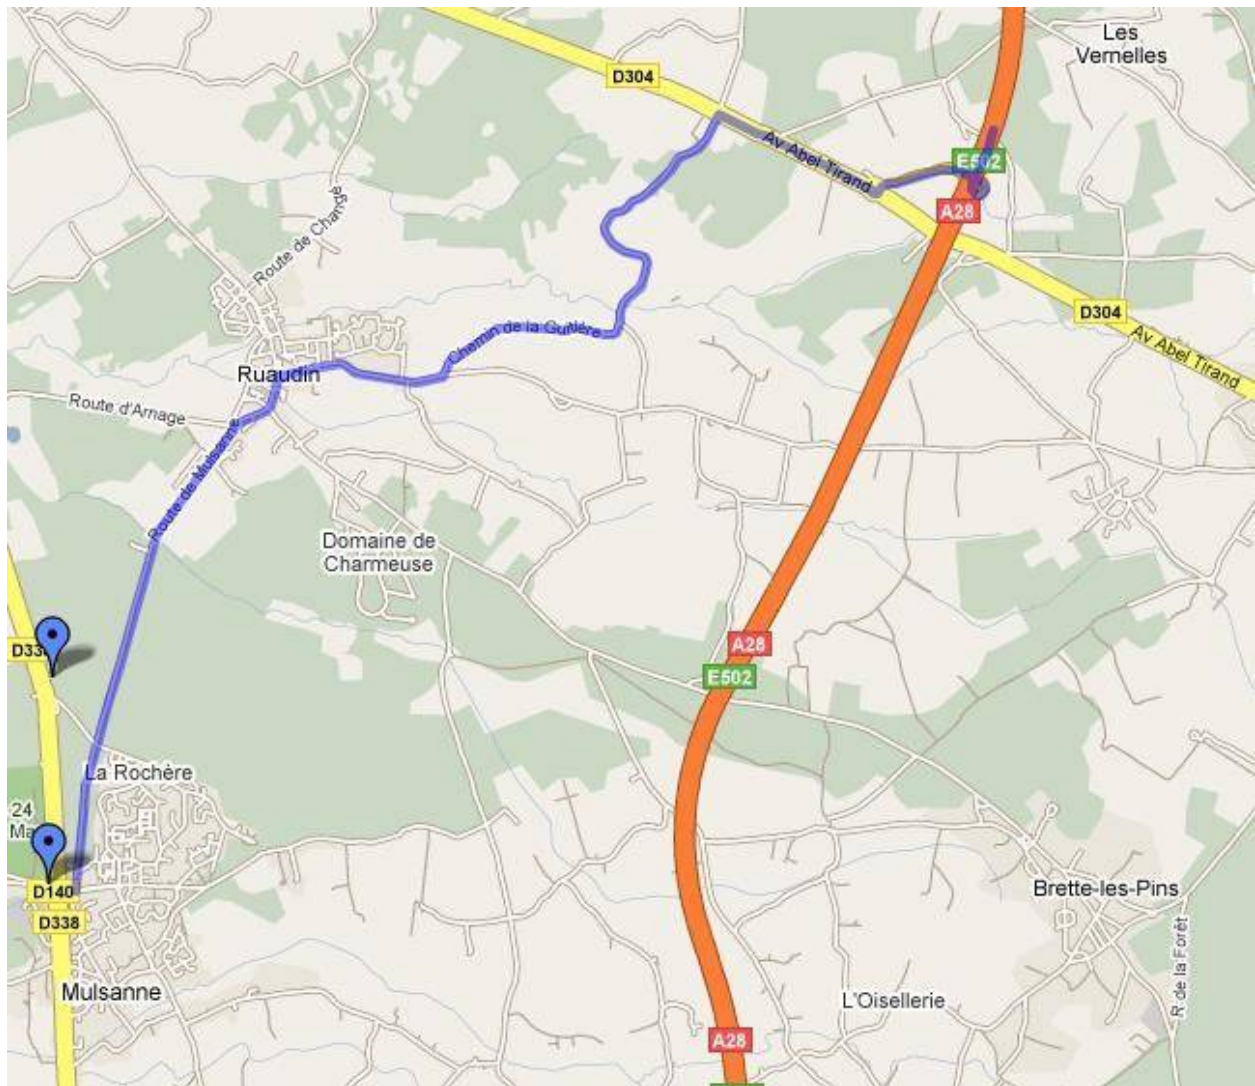 Les
Vernelles
D304
Av Abel Tirand
E502
A28
Route de Changé
D304
Av Abel Tirand
Chemin de la Guitière
Ruaudin
Route d'Arnage
Route de Mulsanne
Domaine de
Charmeuse
A28
E502
La Rochère
24
D140
D338
Brette-les-Pins
R de la Forêt
Mulsanne
L'Oisellerie
A28